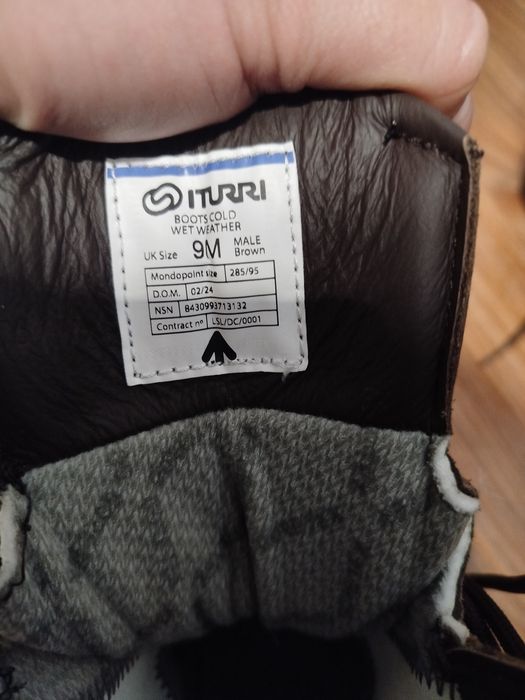 ITURRI
BOOTS COLD
WET WEATHER
UK Size 9M MALE Brown
Mondopoint size 285/95
D.O.M. 02/24
NSN 8430993713132
Contract nº LSL/DC/0001